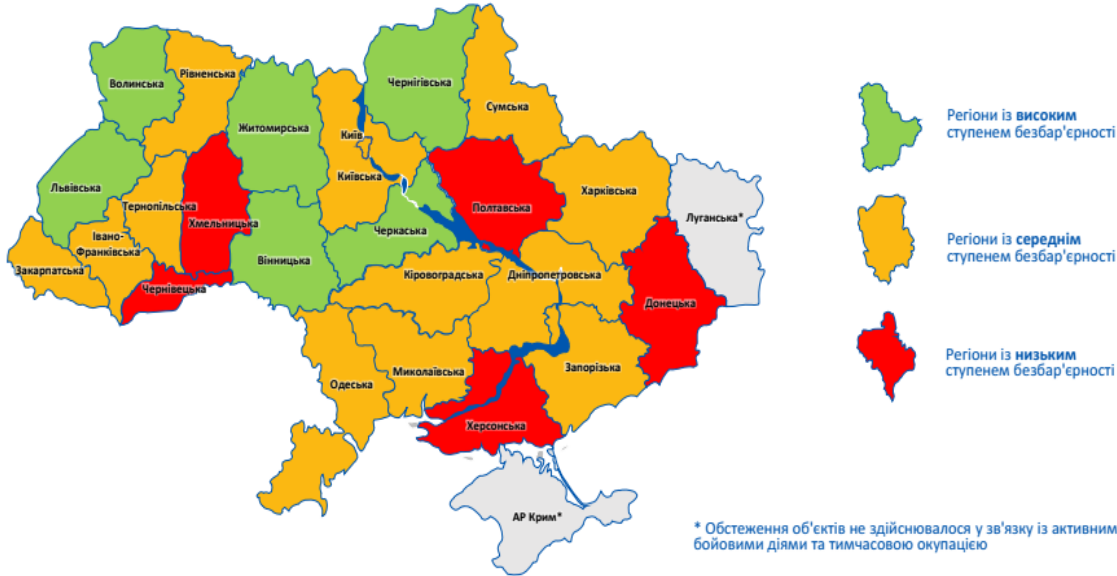 Волинська
Рівненська
Житомирська
Чернігівська
Сумська
Київ
Київська
Львівська
Тернопільська
Хмельницька
Івано-
Франківська
Закарпатська
Чернівецька
Вінницька
Черкаська
Полтавська
Харківська
Луганська*
Кіровоградська
Дніпропетровська
Донецька
Одеська
Миколаївська
Запорізька
Херсонська
АР Крим*
Регіони із високим
ступенем безбар'єрності
Регіони із середнім
ступенем безбар'єрності
Регіони із низьким
ступенем безбар'єрності
* Обстеження об'єктів не здійснювалося у зв'язку із активним
бойовими діями та тимчасовою окупацією